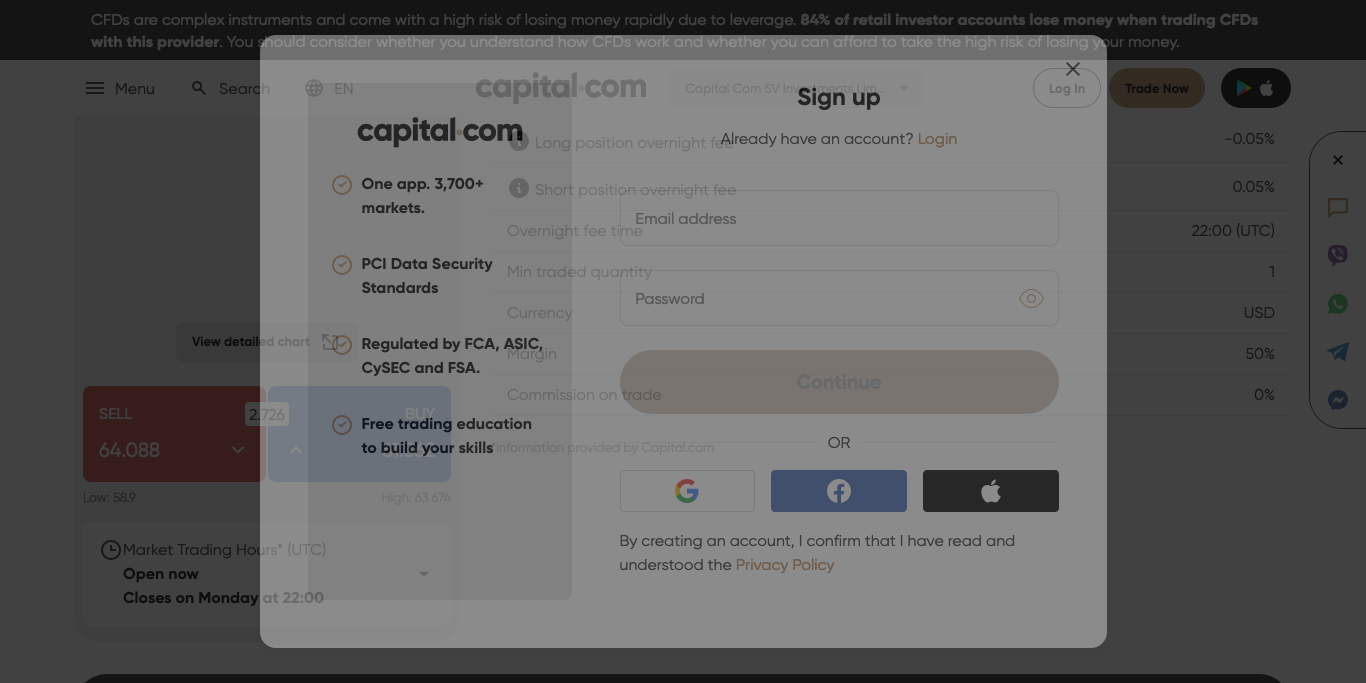 CFDs are complex instruments and come with a high risk of losing money rapidly due to leverage. 84% of retail investor accounts lose money when trading CFDs
with this provider. You should consider whether you understand how CFDs work and whether you can afford to take the high risk of losing your money.
Menu
Search
EN
capital.com
Capital Com SV Investments Lim...
Log In
Trade Now
Sign up
Already have an account? Login
Email address
Password
Continue
OR
By creating an account, I confirm that I have read and
understood the Privacy Policy
capital.com
One app. 3,700+
markets.
PCI Data Security
Standards
Regulated by FCA, ASIC,
CySEC and FSA.
Free trading education
to build your skills
Long position overnight fee
-0.05%
Short position overnight fee
0.05%
Overnight fee time
22:00 (UTC)
Min traded quantity
1
Currency
USD
Margin
50%
Commission on trade
0%
*Information provided by Capital.com
View detailed chart
SELL
64.088
2.726
BUY
Low: 58.9
High: 63.674
Market Trading Hours* (UTC)
Open now
Closes on Monday at 22:00